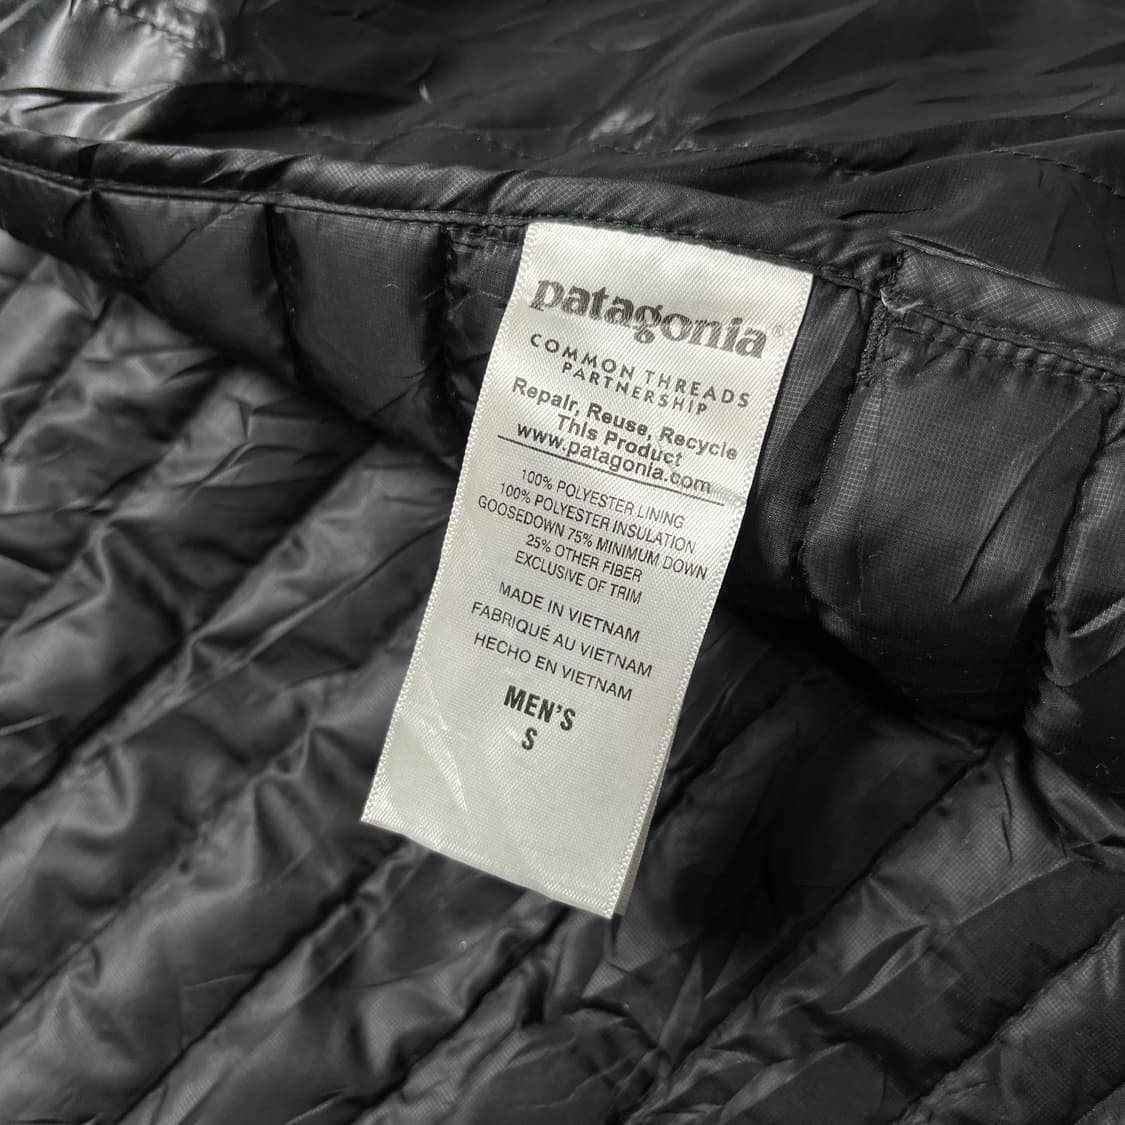 patagonia®
COMMON THREADS
PARTNERSHIP
Repair, Reuse, Recycle
This Product
www.patagonia.com
100% POLYESTER LINING
100% POLYESTER INSULATION
GOOSEDOWN 75% MINIMUM DOWN
25% OTHER FIBER
EXCLUSIVE OF TRIM
MADE IN VIETNAM
FABRIQUÉ AU VIETNAM
HECHO EN VIETNAM
MEN'S
S